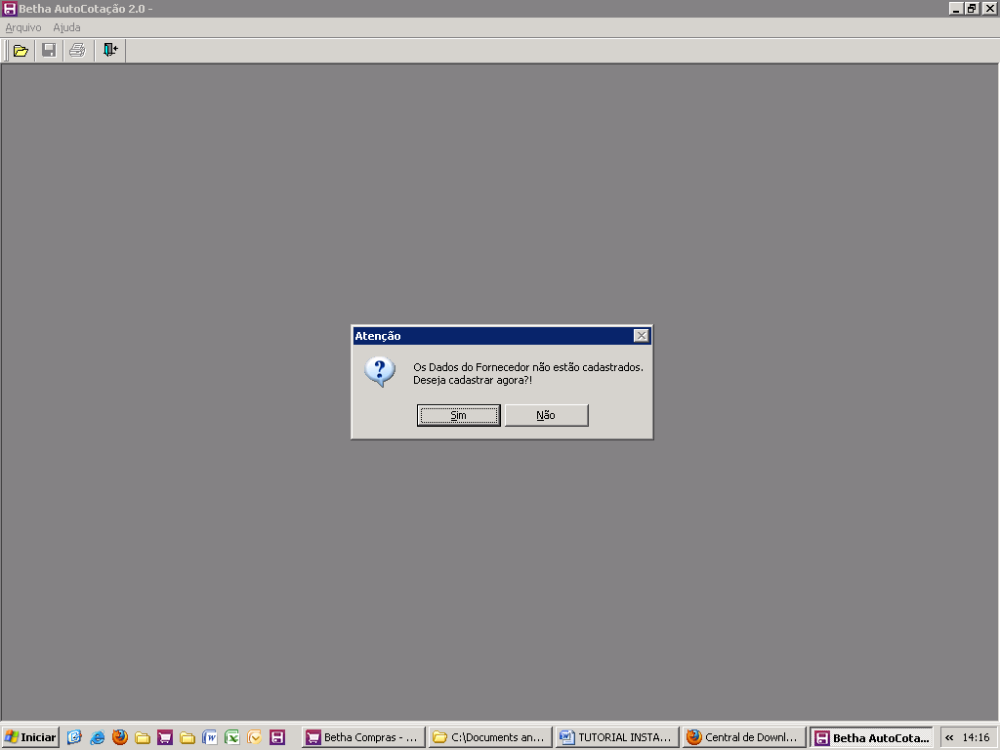 Betha AutoCotação 2.0 -
Arquivo Ajuda
Atenção
Os Dados do Fornecedor não estão cadastrados.
Deseja cadastrar agora?!
Sim Não
Iniciar Betha Compras - ... C:\Documents an... TUTORIAL INSTA... Central de Downl... Betha AutoCota... « 14:16